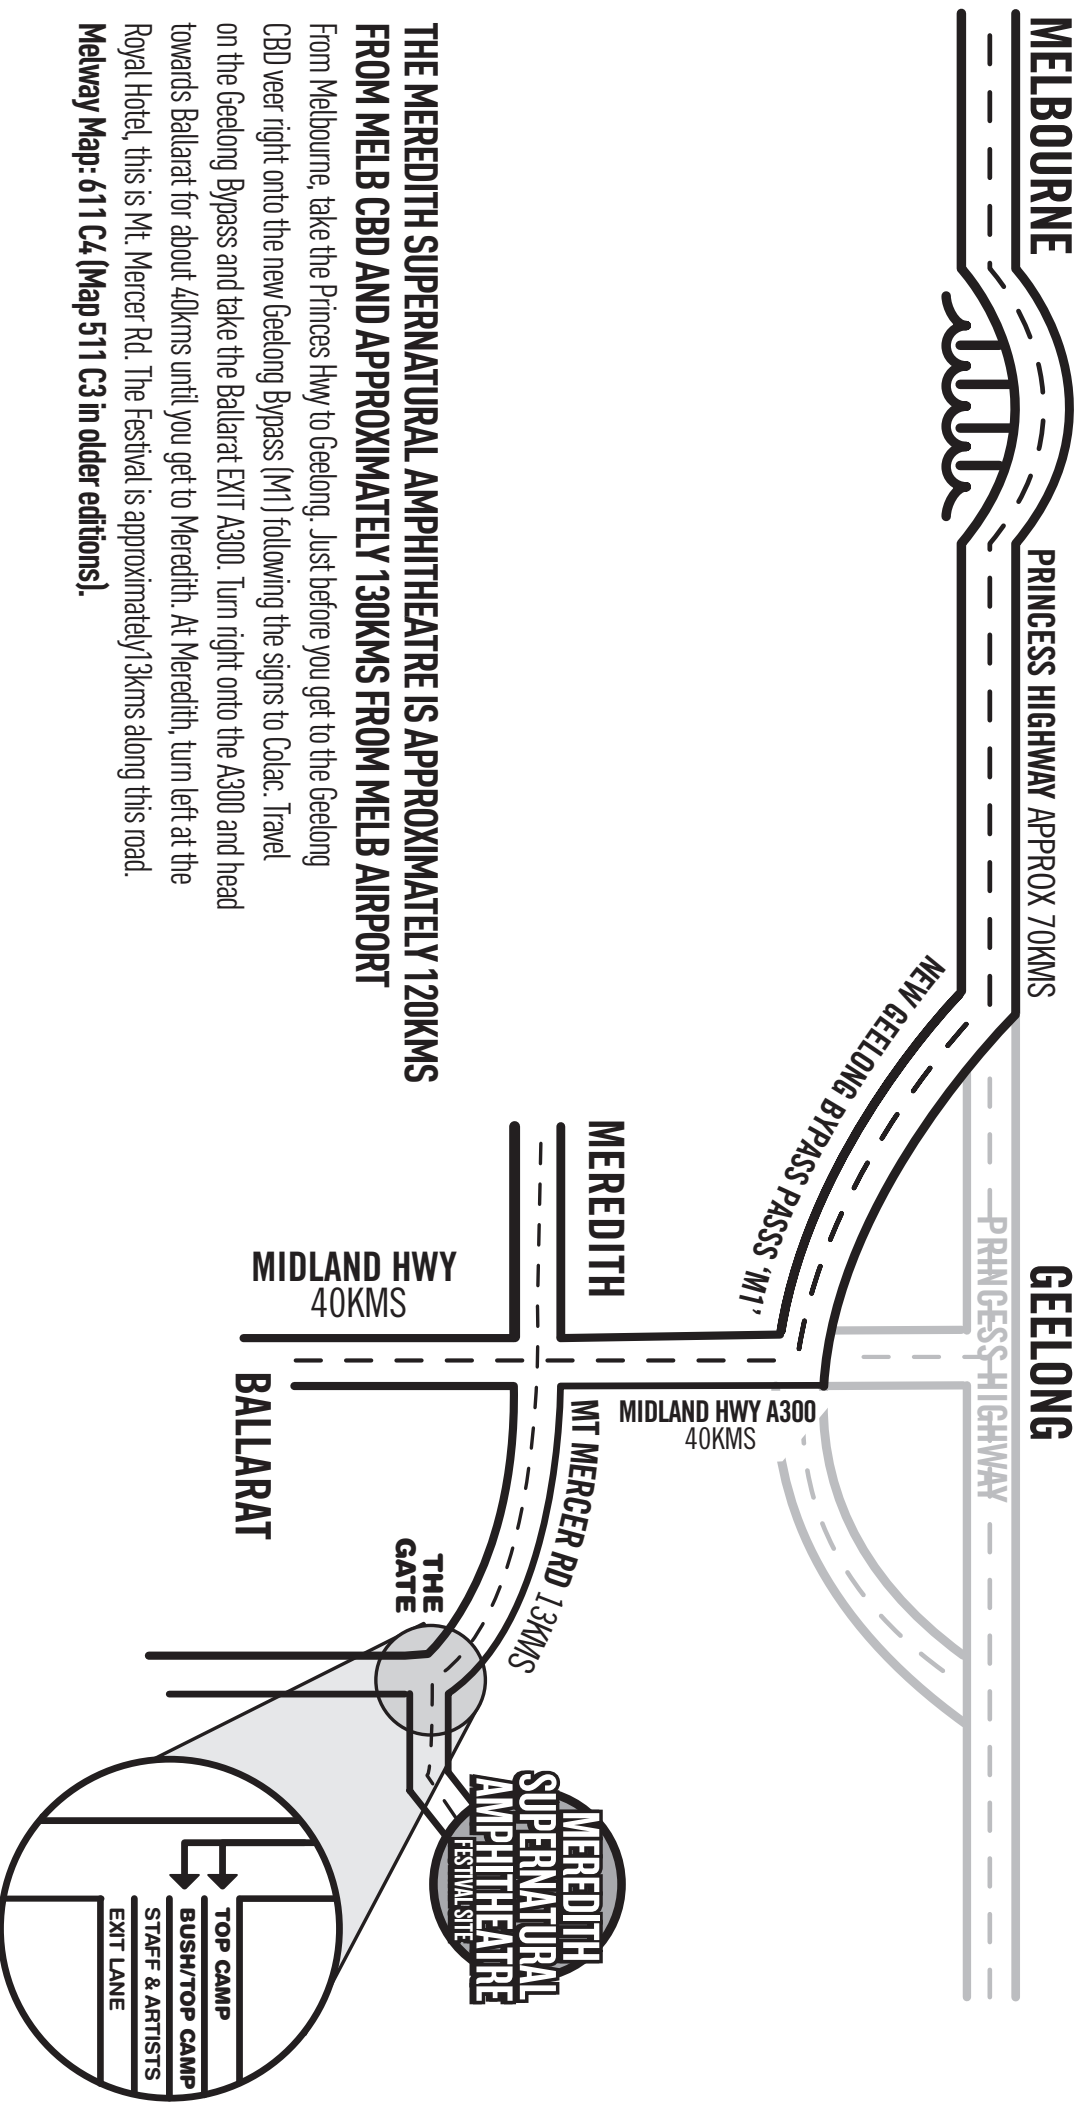 MELBOURNE
PRINCESS HIGHWAY APPROX 70KMS
GEELONG
PRINCESS HIGHWAY
NEW GEELONG BYPASS PASSS ‘M1’
MIDLAND HWY A300
40KMS
MEREDITH
MIDLAND HWY
40KMS
BALLARAT
MT MERCER RD 13KMS
THE
GATE
MEREDITH
SUPERNATURAL
AMPHITHEATRE
FESTIVAL SITE
TOP CAMP
BUSH/TOP CAMP
STAFF & ARTISTS
EXIT LANE
THE MEREDITH SUPERNATURAL AMPHITHEATRE IS APPROXIMATELY 120KMS
FROM MELB CBD AND APPROXIMATELY 130KMS FROM MELB AIRPORT
From Melbourne, take the Princes Hwy to Geelong. Just before you get to the Geelong
CBD veer right onto the new Geelong Bypass (M1) following the signs to Colac. Travel
on the Geelong Bypass and take the Ballarat EXIT A300. Turn right onto the A300 and head
towards Ballarat for about 40kms until you get to Meredith. At Meredith, turn left at the
Royal Hotel, this is Mt. Mercer Rd. The Festival is approximately13kms along this road.
Melway Map: 611 C4 (Map 511 C3 in older editions).